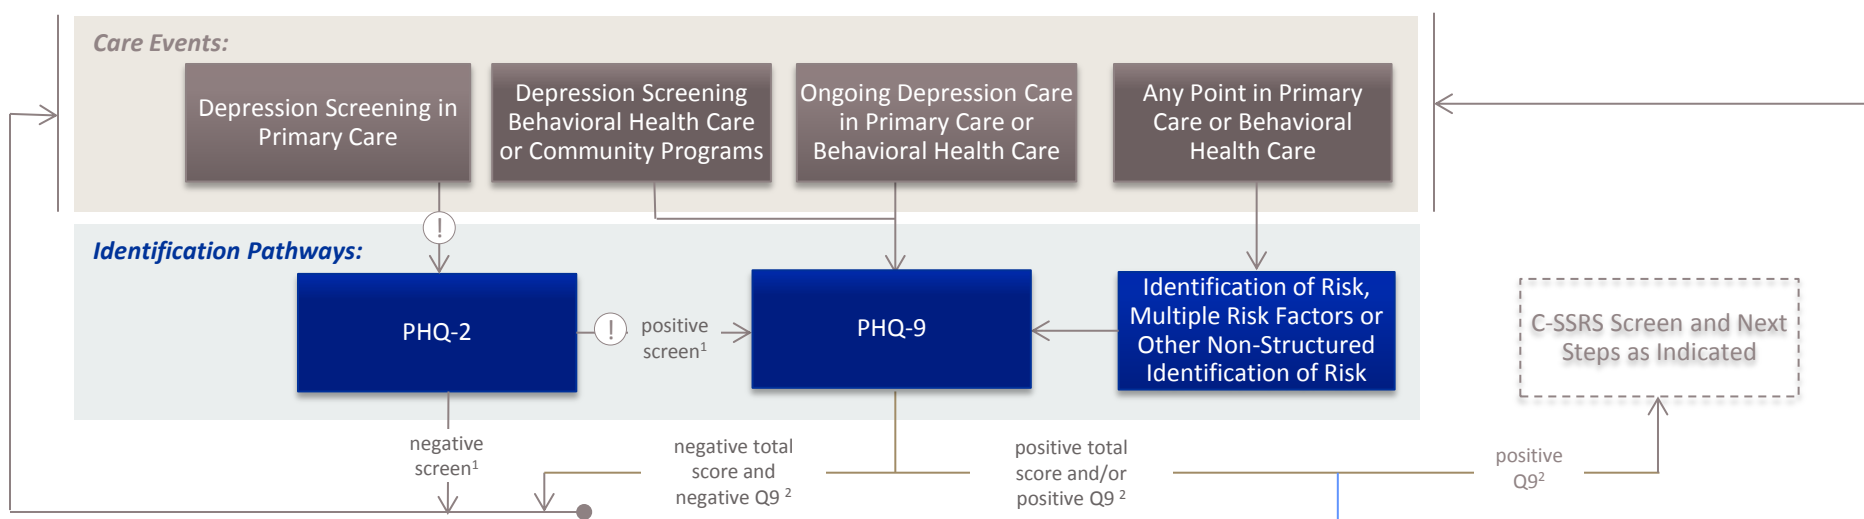 Care Events:
Depression Screening in
Primary Care
Depression Screening
Behavioral Health Care
or Community Programs
Ongoing Depression Care
in Primary Care or
Behavioral Health Care
Any Point in Primary
Care or Behavioral
Health Care
!
Identification Pathways:
PHQ-2
!
positive
screen¹
PHQ-9
Identification of Risk,
Multiple Risk Factors or
Other Non-Structured
Identification of Risk
C-SSRS Screen and Next
Steps as Indicated
negative
screen¹
negative total
score and
negative Q9 ²
positive total
score and/or
positive Q9 ²
positive
Q9²